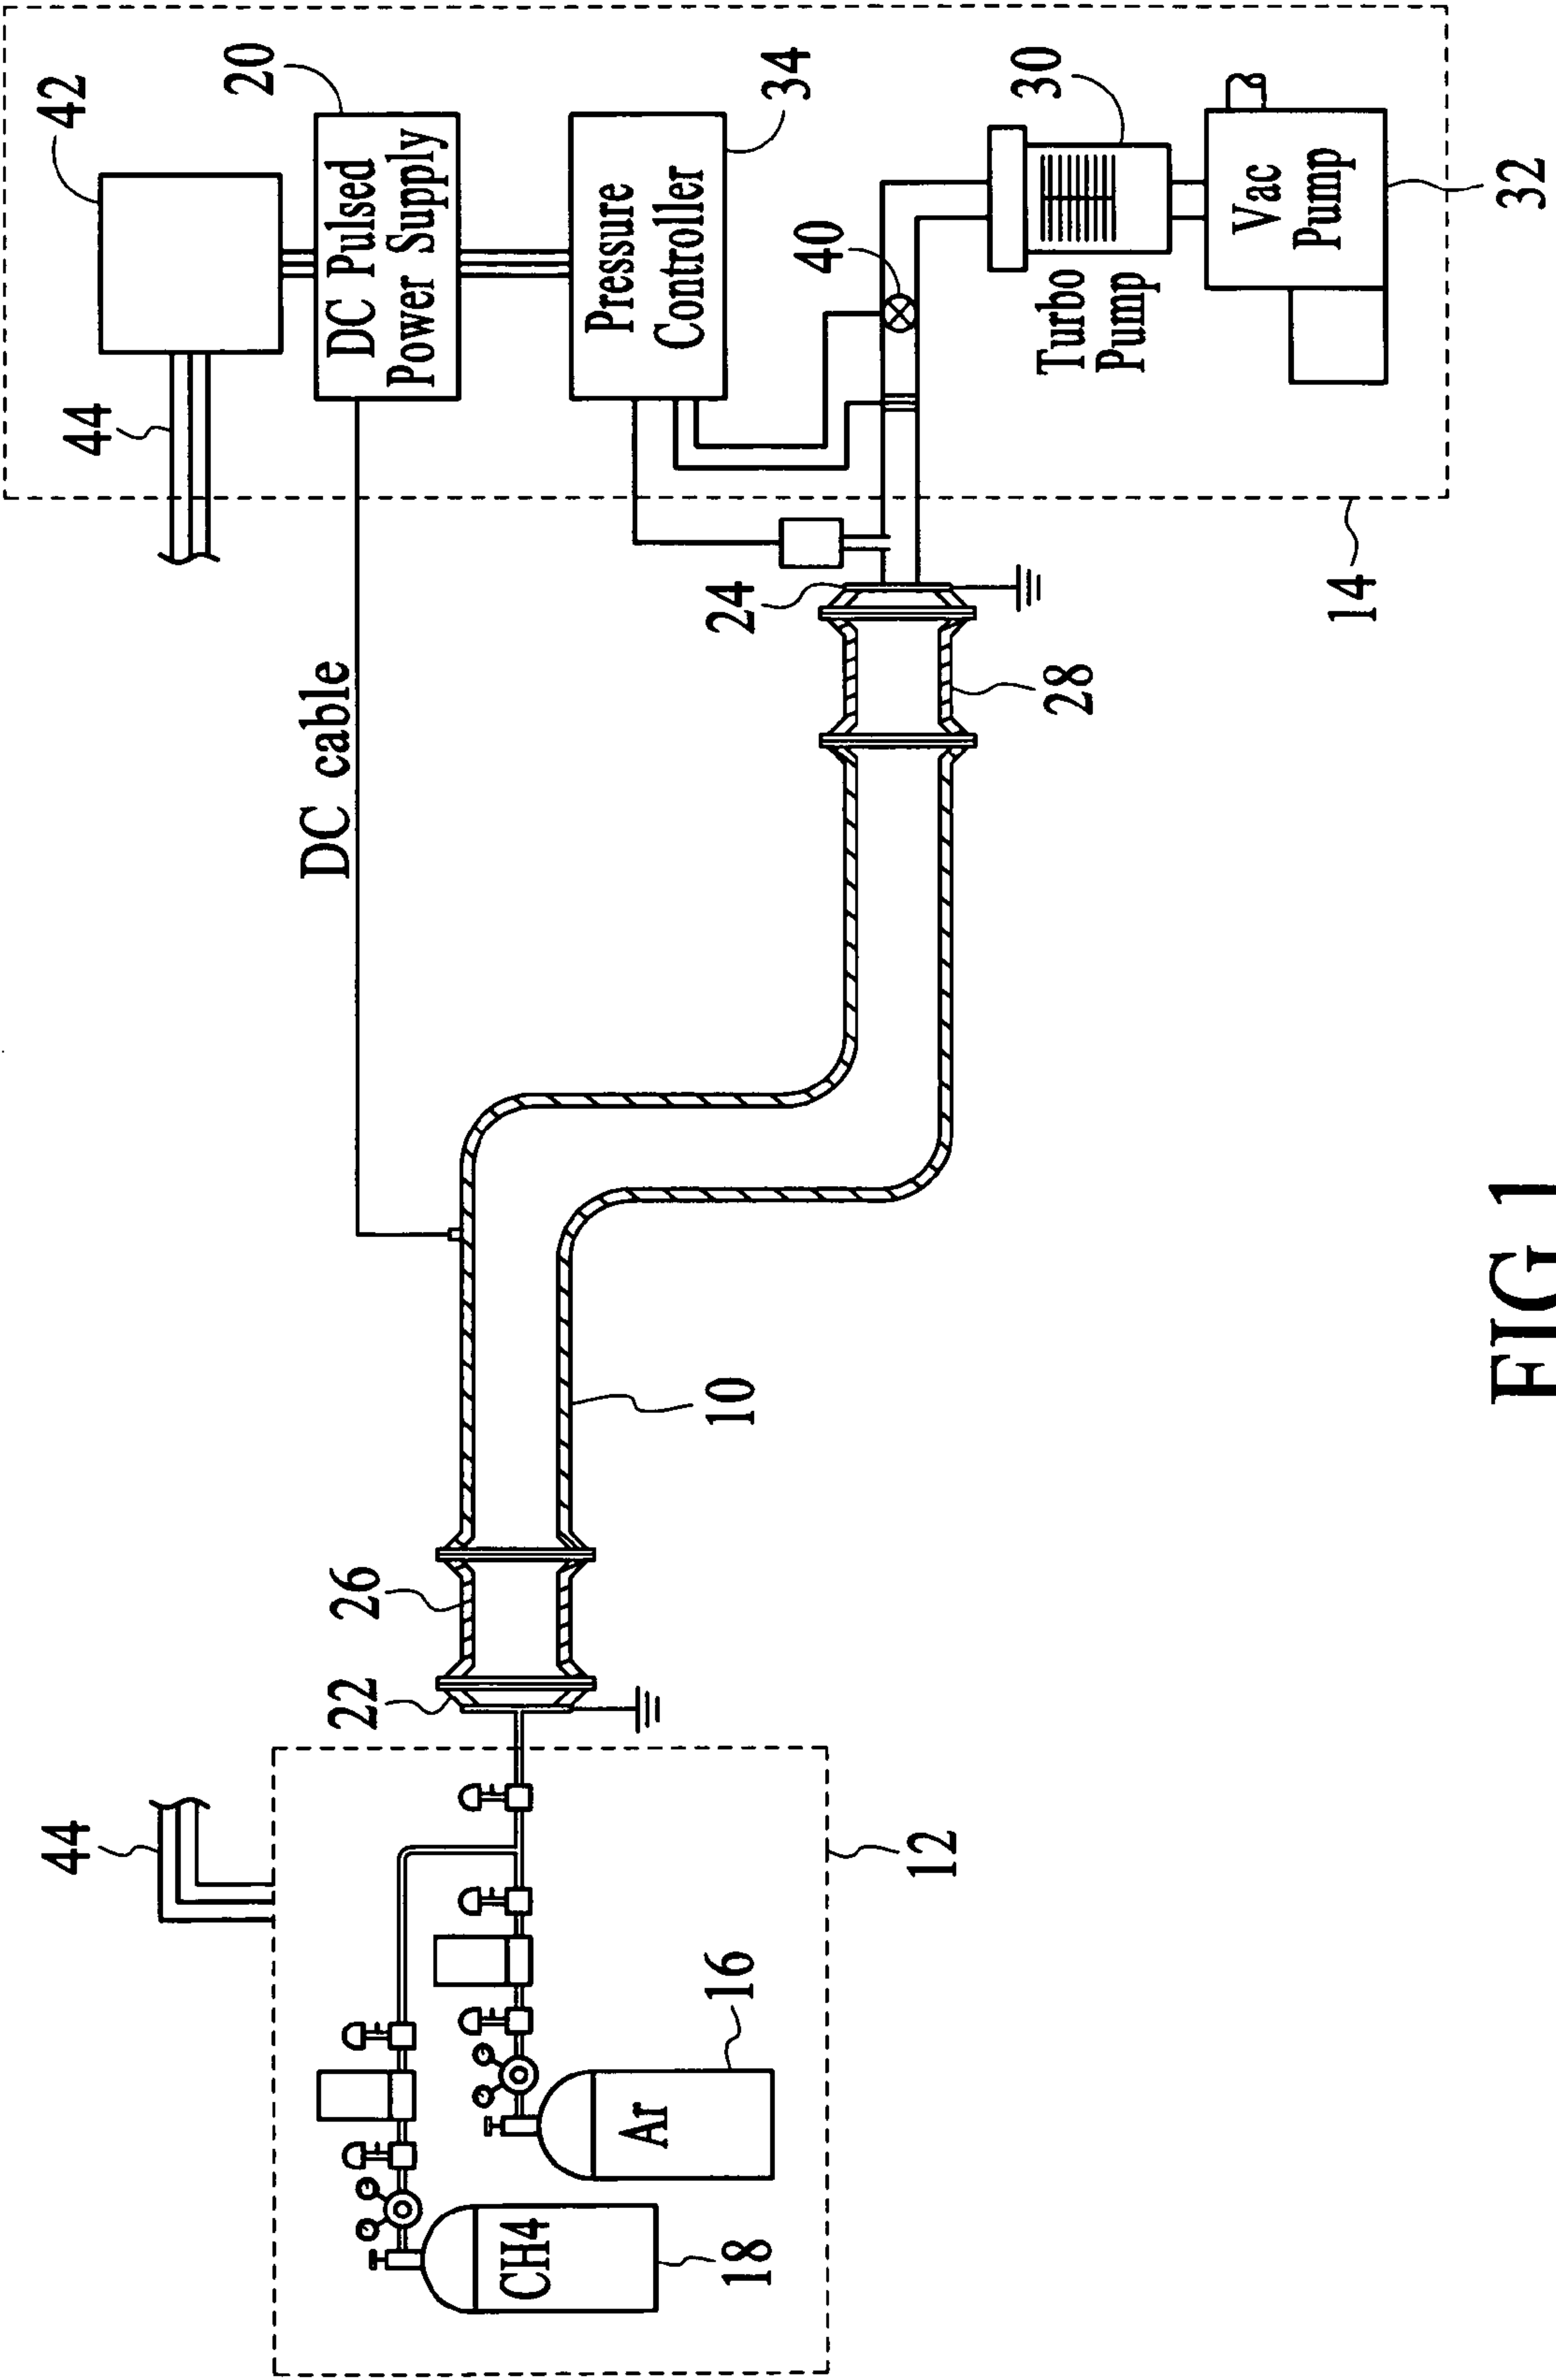 42
20
DC Pulsed
Power Supply
44
DC cable
34
Pressure
Controller
40
30
Turbo
Pump
Vac
Pump
32
14
24
28
10
26
22
44
12
16
Ar
18
CH4
FIG 1